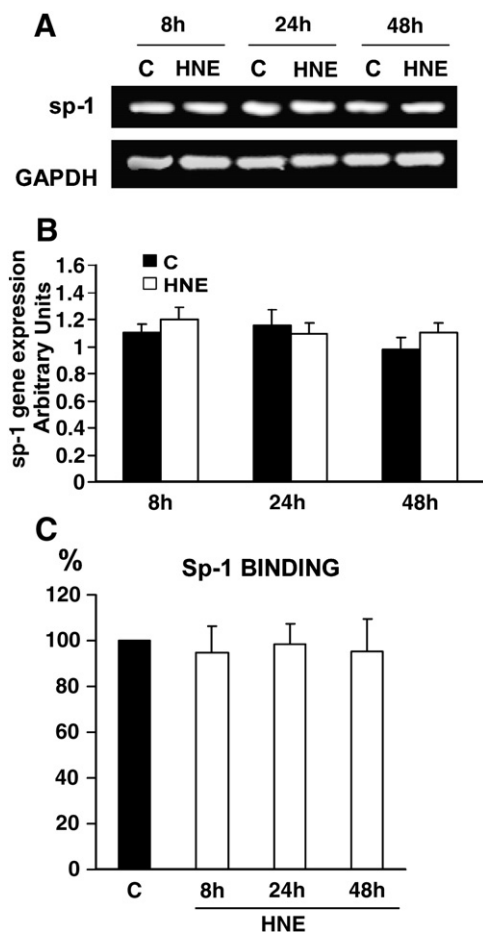 A
8h 24h 48h
C HNE C HNE C HNE
sp-1
GAPDH
B
sp-1 gene expression
Arbitrary Units
C
HNE
1.6
1.4
1.2
1
0.8
0.6
0.4
0.2
0
8h 24h 48h
C
%
Sp-1 BINDING
120
100
80
60
40
20
0
C 8h 24h 48h
HNE